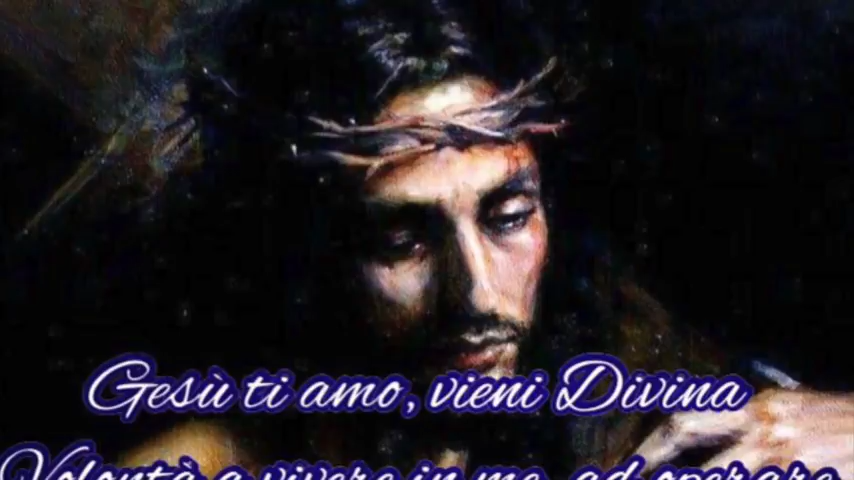 Gesù ti amo, vieni Divina
Volontà a vivere in me, ad operare